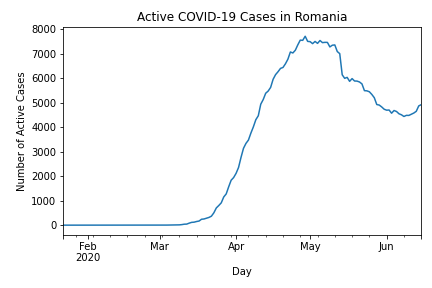 Active COVID-19 Cases in Romania
Number of Active Cases
8000
7000
6000
5000
4000
3000
2000
1000
0
Feb Mar Apr May Jun
2020
Day